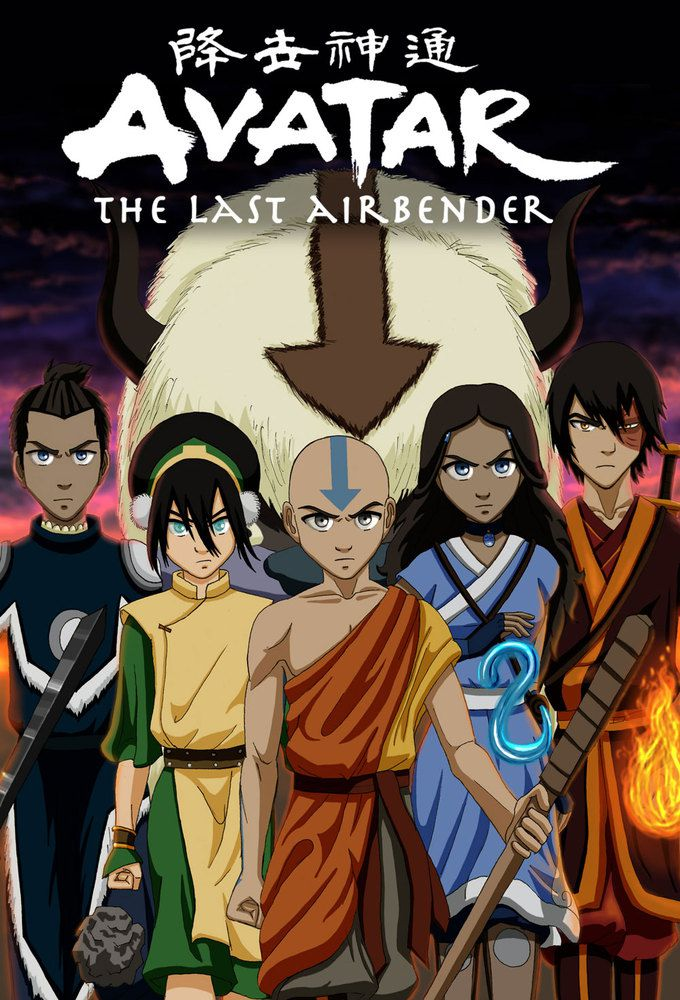 降去神通
AVATAR
THE LAST AIRBENDER